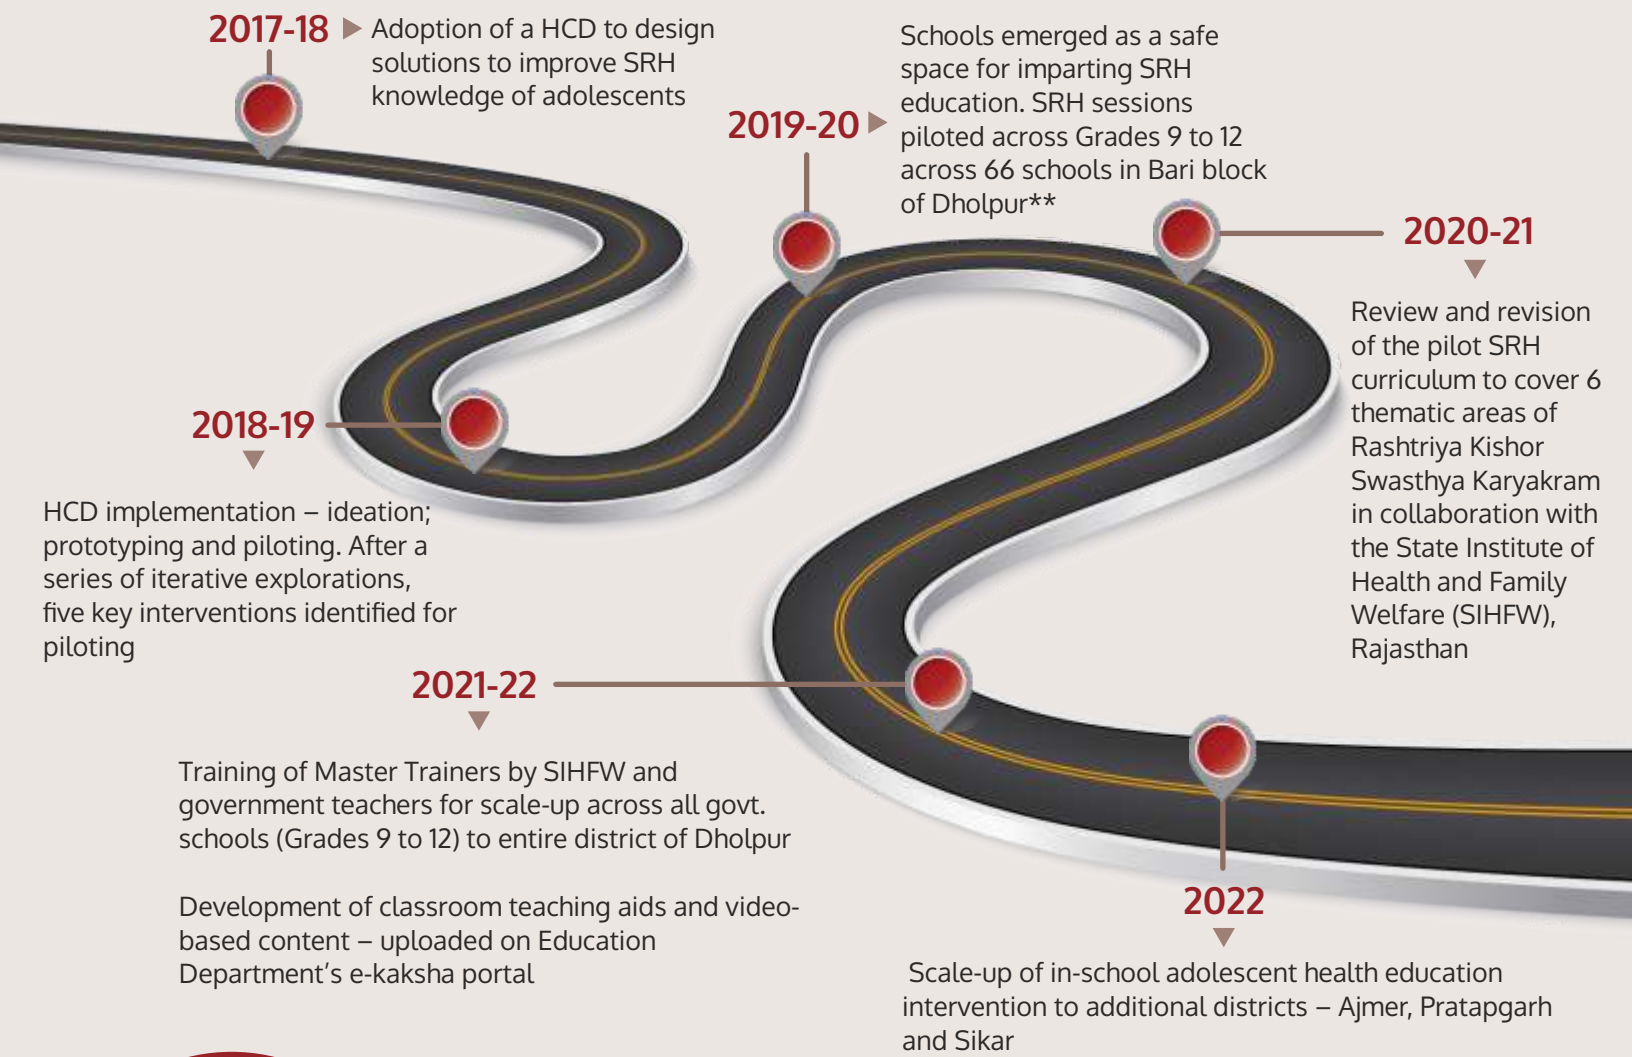 2017-18
Adoption of a HCD to design
solutions to improve SRH
knowledge of adolescents
2018-19
HCD implementation – ideation;
prototyping and piloting. After a
series of iterative explorations,
five key interventions identified for
piloting
2019-20
Schools emerged as a safe
space for imparting SRH
education. SRH sessions
piloted across Grades 9 to 12
across 66 schools in Bari block
of Dholpur**
2020-21
Review and revision
of the pilot SRH
curriculum to cover 6
thematic areas of
Rashtriya Kishor
Swasthya Karyakram
in collaboration with
the State Institute of
Health and Family
Welfare (SIHFW),
Rajasthan
2021-22
Training of Master Trainers by SIHFW and
government teachers for scale-up across all govt.
schools (Grades 9 to 12) to entire district of Dholpur
Development of classroom teaching aids and video-
based content – uploaded on Education
Department’s e-kaksha portal
2022
Scale-up of in-school adolescent health education
intervention to additional districts – Ajmer, Pratapgarh
and Sikar